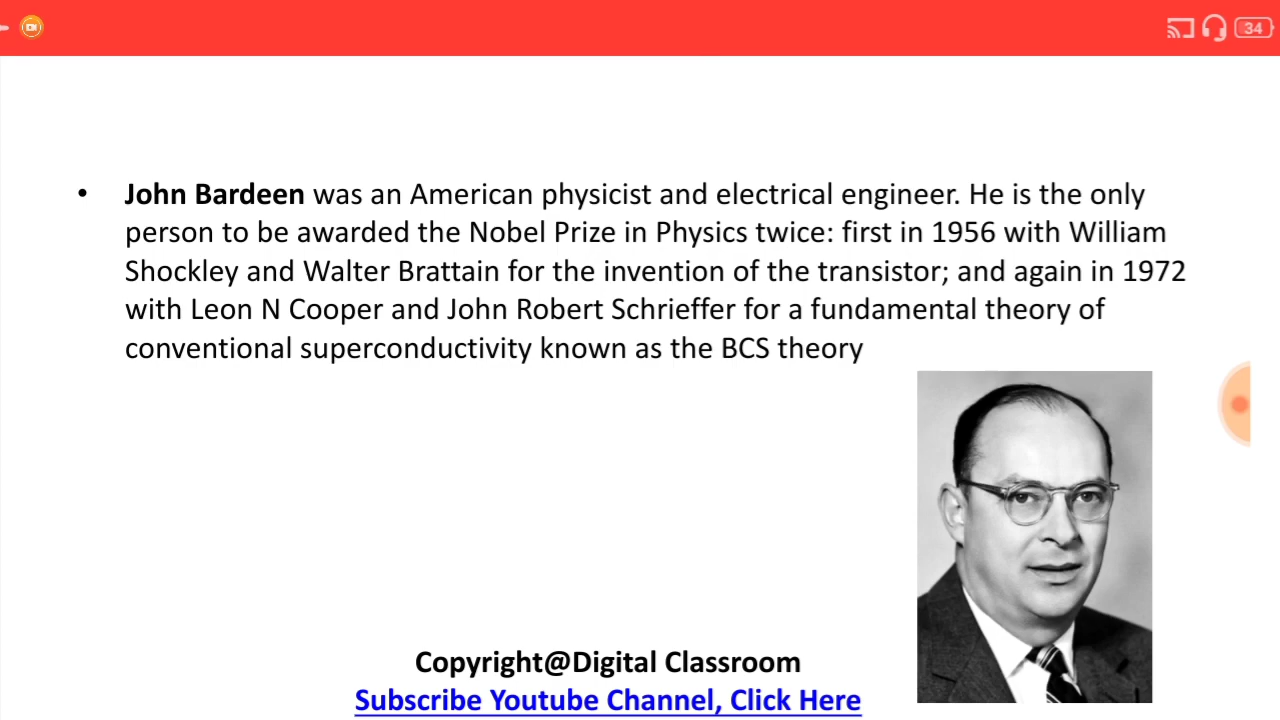 34
• John Bardeen was an American physicist and electrical engineer. He is the only
person to be awarded the Nobel Prize in Physics twice: first in 1956 with William
Shockley and Walter Brattain for the invention of the transistor; and again in 1972
with Leon N Cooper and John Robert Schrieffer for a fundamental theory of
conventional superconductivity known as the BCS theory
Copyright@Digital Classroom
Subscribe Youtube Channel, Click Here